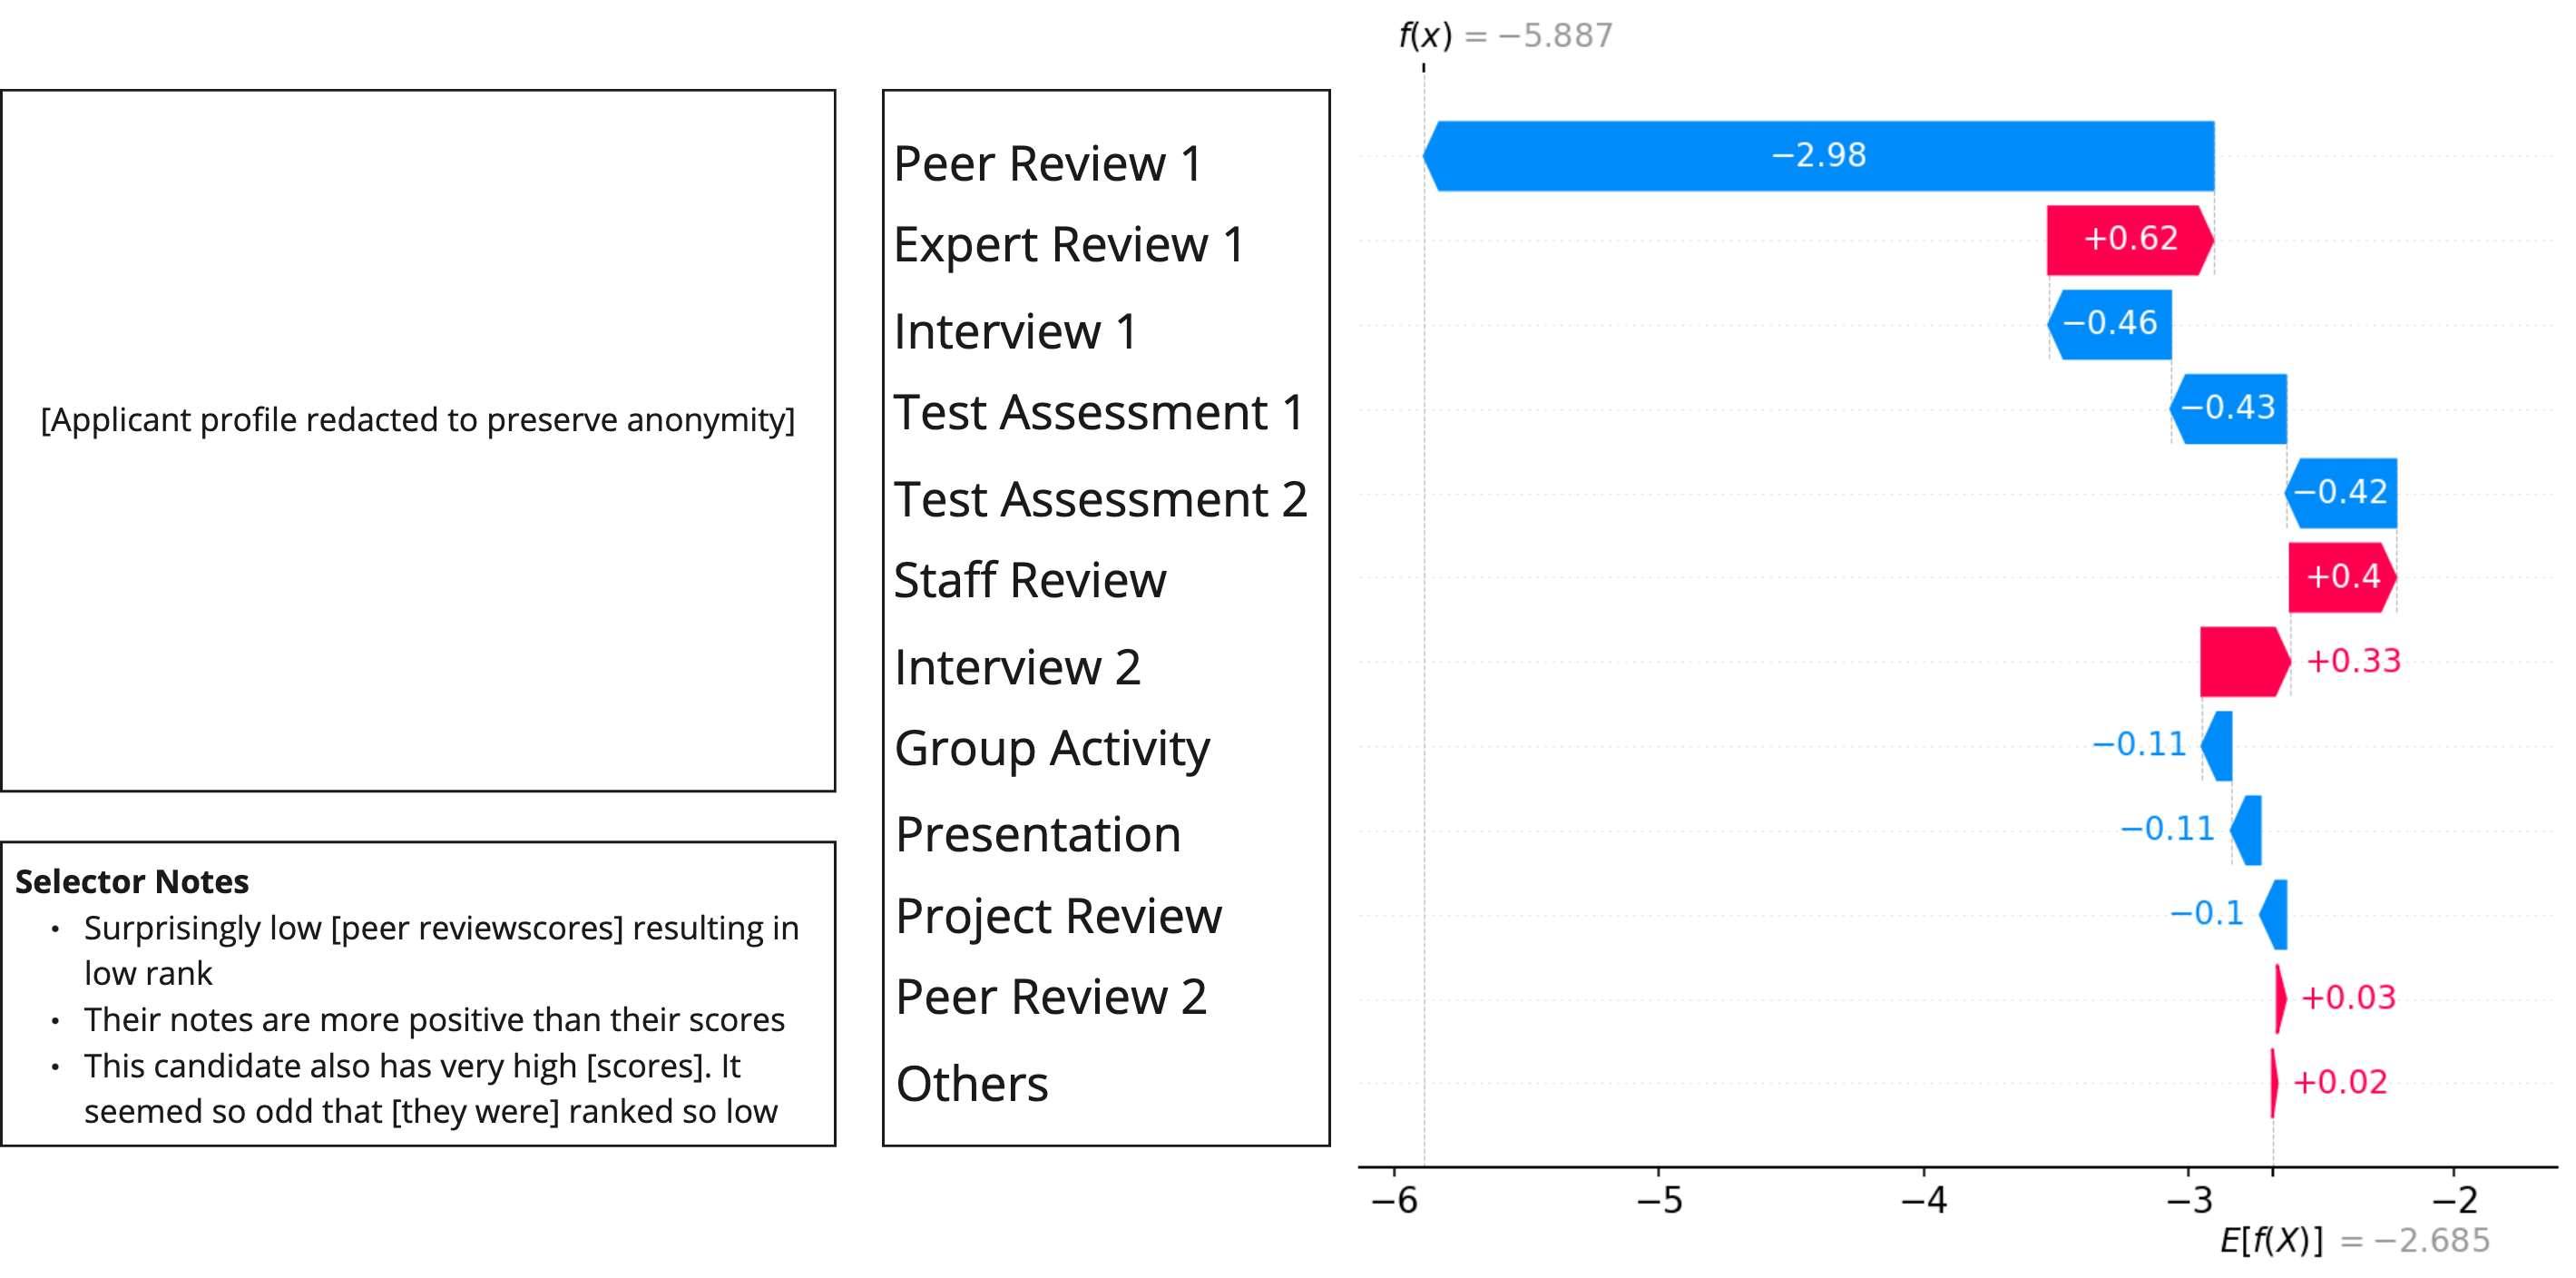 f(x) = −5.887
[Applicant profile redacted to preserve anonymity]
Selector Notes
• Surprisingly low [peer reviewscores] resulting in
low rank
• Their notes are more positive than their scores
• This candidate also has very high [scores]. It
seemed so odd that [they were] ranked so low
Peer Review 1
Expert Review 1
Interview 1
Test Assessment 1
Test Assessment 2
Staff Review
Interview 2
Group Activity
Presentation
Project Review
Peer Review 2
Others
−2.98
+0.62
−0.46
−0.43
−0.42
+0.4
+0.33
−0.11
−0.11
−0.1
+0.03
+0.02
−6 −5 −4 −3 −2
E[f(X)] = −2.685